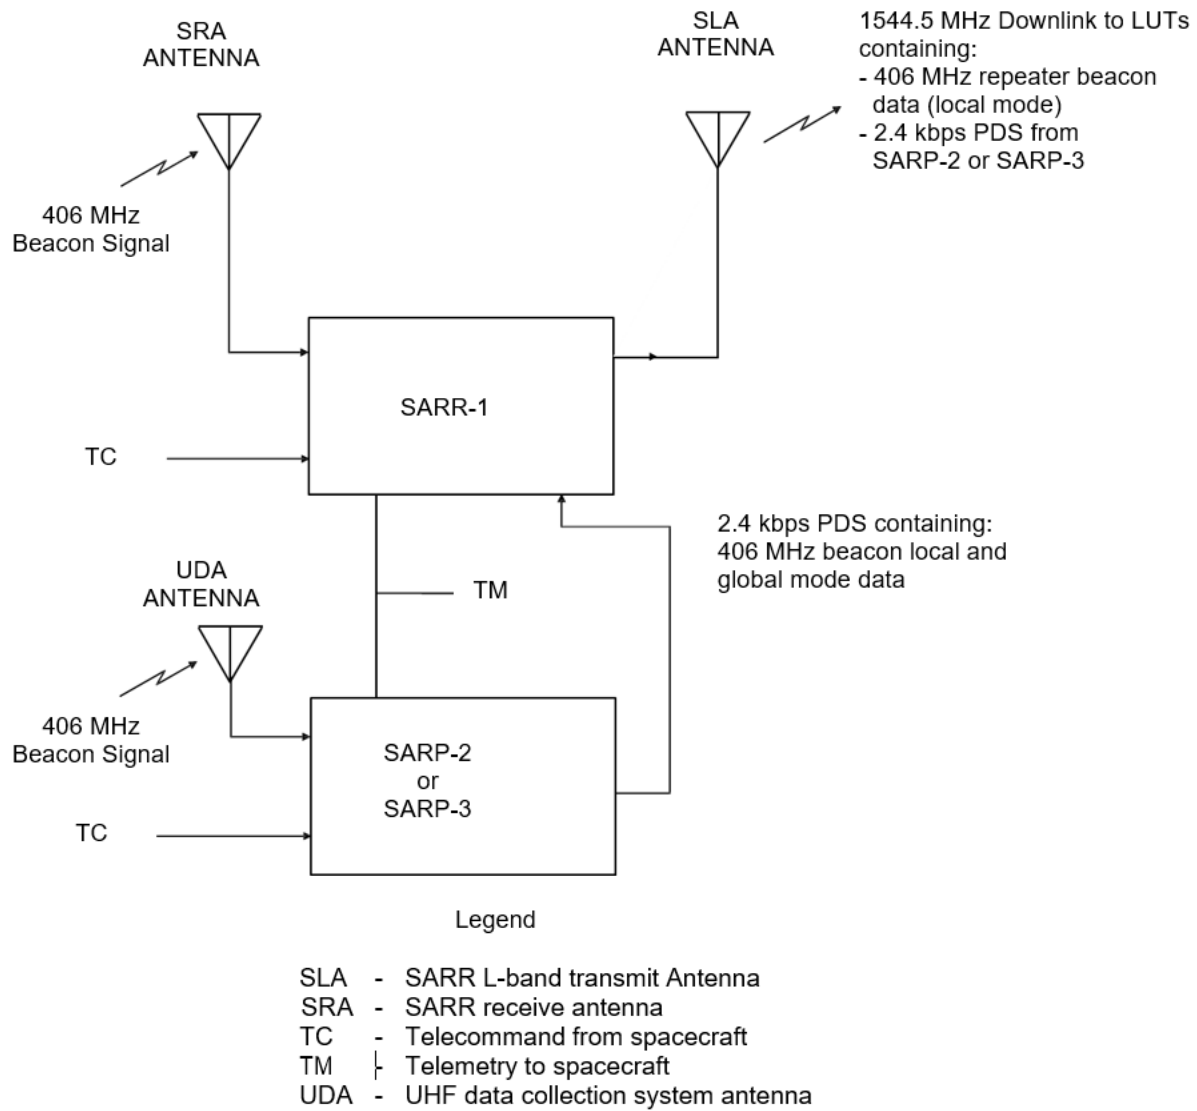 SRA
ANTENNA
SLA
ANTENNA
1544.5 MHz Downlink to LUTs
containing:
- 406 MHz repeater beacon
data (local mode)
- 2.4 kbps PDS from
SARP-2 or SARP-3
406 MHz
Beacon Signal
SARR-1
TC
2.4 kbps PDS containing:
406 MHz beacon local and
global mode data
UDA
ANTENNA
TM
406 MHz
Beacon Signal
SARP-2
or
SARP-3
TC
Legend
SLA - SARR L-band transmit Antenna
SRA - SARR receive antenna
TC - Telecommand from spacecraft
TM - Telemetry to spacecraft
UDA - UHF data collection system antenna